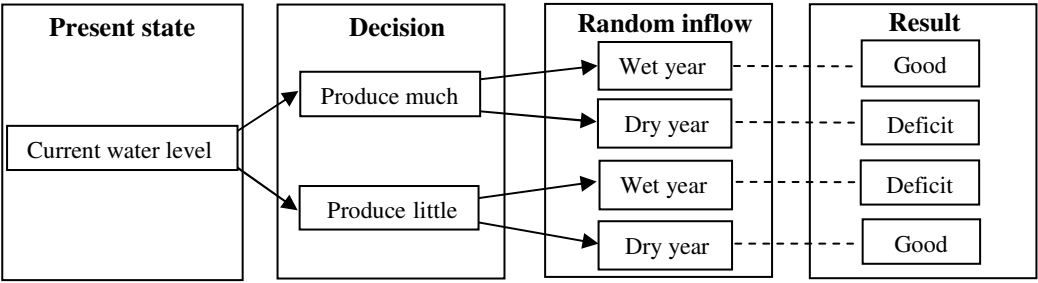 Present state
Decision
Random inflow
Result
Current water level
Produce much
Produce little
Wet year
Dry year
Wet year
Dry year
Good
Deficit
Deficit
Good